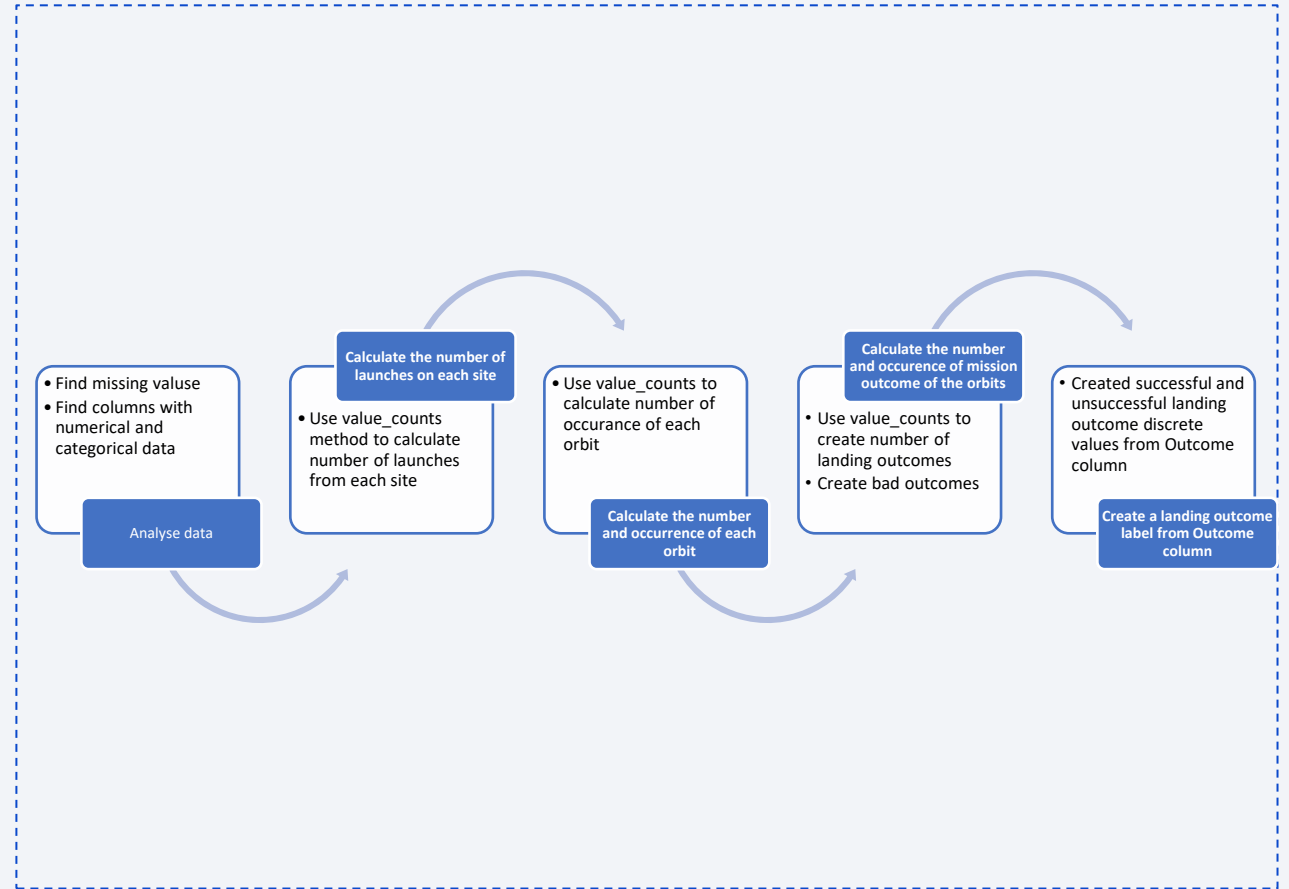 • Find missing valuse
• Find columns with
numerical and
categorical data
Analyse data
Calculate the number of
launches on each site
• Use value_counts
method to calculate
number of launches
from each site
• Use value_counts to
calculate number of
occurance of each
orbit
Calculate the number
and occurrence of each
orbit
Calculate the number
and occurence of mission
outcome of the orbits
• Use value_counts to
create number of
landing outcomes
• Create bad outcomes
• Created successful and
unsuccessful landing
outcome discrete
values from Outcome
column
Create a landing outcome
label from Outcome
column